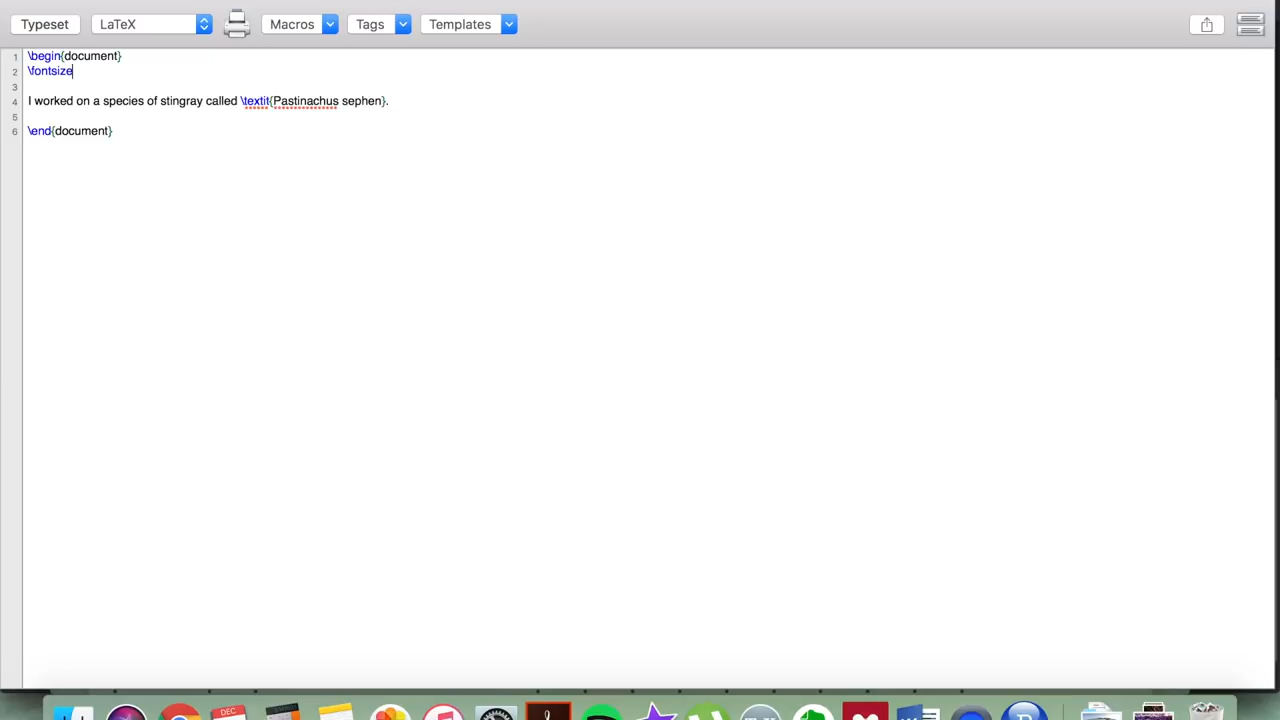 Typeset LaTeX Macros Tags Templates
1 \begin{document}
2 \fontsize
3
4 I worked on a species of stingray called \textit{Pastinachus sephen}.
5
6 \end{document}
DEC